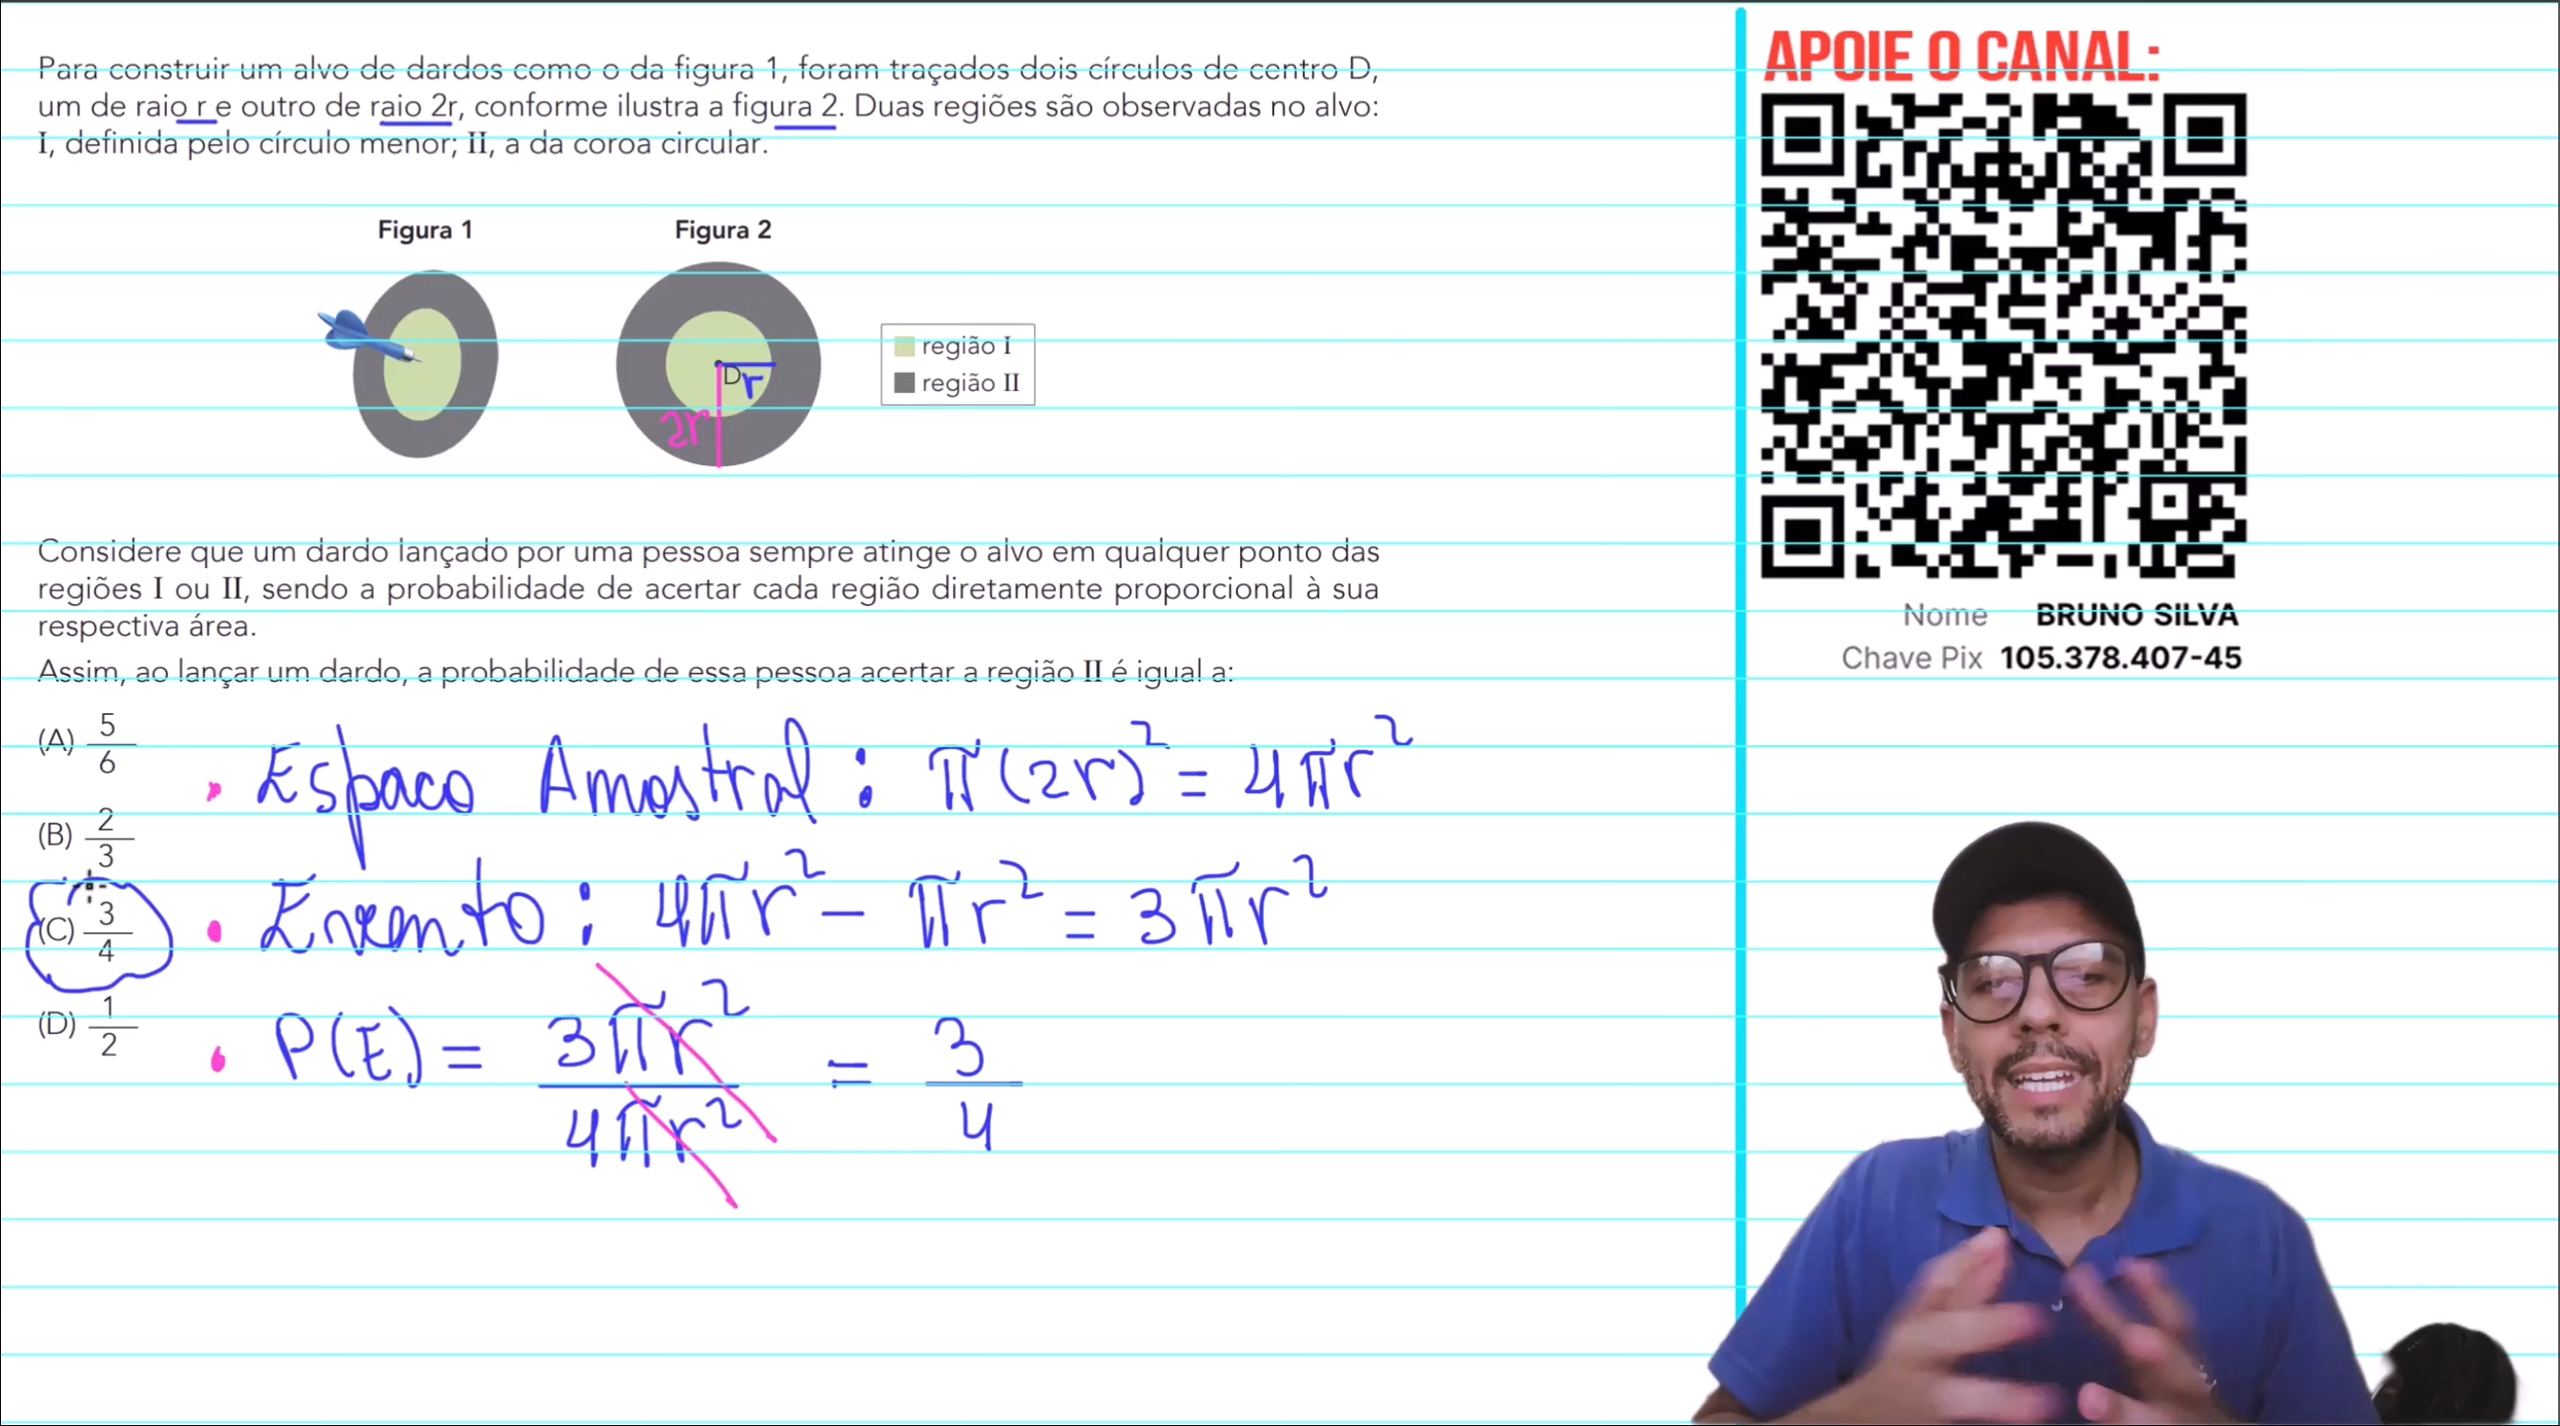 Para construir um alvo de dardos como o da figura 1, foram traçados dois círculos de centro D,
um de raio r e outro de raio 2r, conforme ilustra a figura 2. Duas regiões são observadas no alvo:
I, definida pelo círculo menor; II, a da coroa circular.
Figura 1
Figura 2
D
r
2r
região I
região II
Considere que um dardo lançado por uma pessoa sempre atinge o alvo em qualquer ponto das
regiões I ou II, sendo a probabilidade de acertar cada região diretamente proporcional à sua
respectiva área.
Assim, ao lançar um dardo, a probabilidade de essa pessoa acertar a região II é igual a:
(A) 5/6
(B) 2/3
(C) 3/4
(D) 1/2
• Espaco Amostral : π(2r)² = 4πr²
• Evento : 4πr² − πr² = 3πr²
• P(E) = 3πr²/4πr² = 3/4
APOIE O CANAL:
Nome BRUNO SILVA
Chave Pix 105.378.407-45